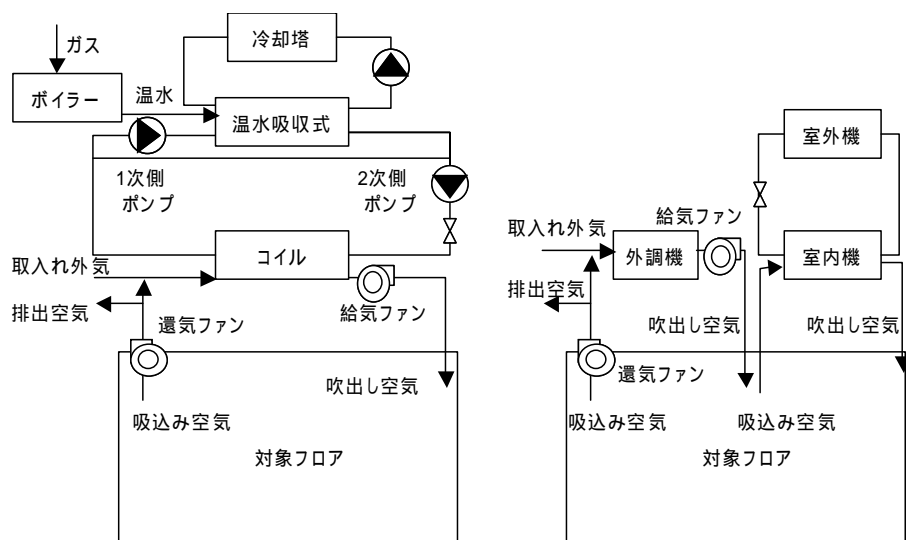 ガス
冷却塔
ボイラー
温水
温水吸収式
1次側
ポンプ
2次側
ポンプ
取入れ外気
コイル
排出空気
還気ファン
給気ファン
吹出し空気
吸込み空気
対象フロア
室外機
給気ファン
取入れ外気
外調機
室内機
排出空気
吹出し空気
吹出し空気
還気ファン
吸込み空気
吸込み空気
対象フロア